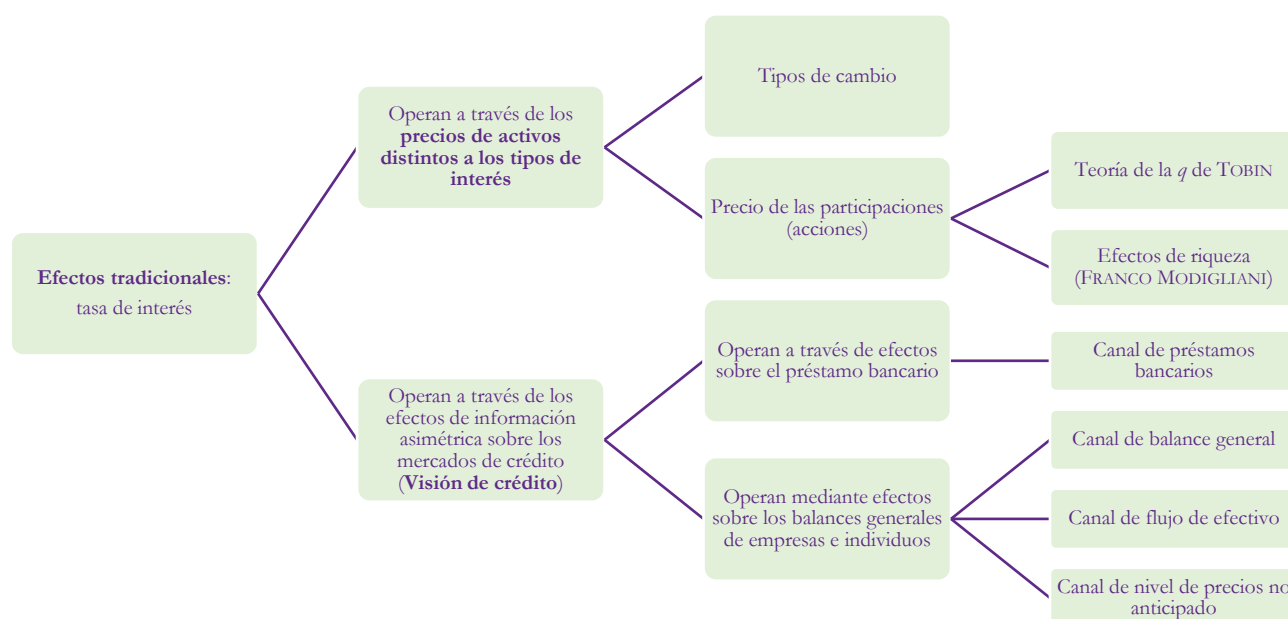 Efectos tradicionales:
tasa de interés
Operan a través de los
precios de activos
distintos a los tipos de
interés
Tipos de cambio
Precio de las participaciones
(acciones)
Teoría de la q de TOBIN
Efectos de riqueza
(FRANCO MODIGLIANI)
Operan a través de los
efectos de información
asimétrica sobre los
mercados de crédito
(Visión de crédito)
Operan a través de efectos
sobre el préstamo bancario
Canal de préstamos
bancarios
Operan mediante efectos
sobre los balances generales
de empresas e individuos
Canal de balance general
Canal de flujo de efectivo
Canal de nivel de precios no
anticipado